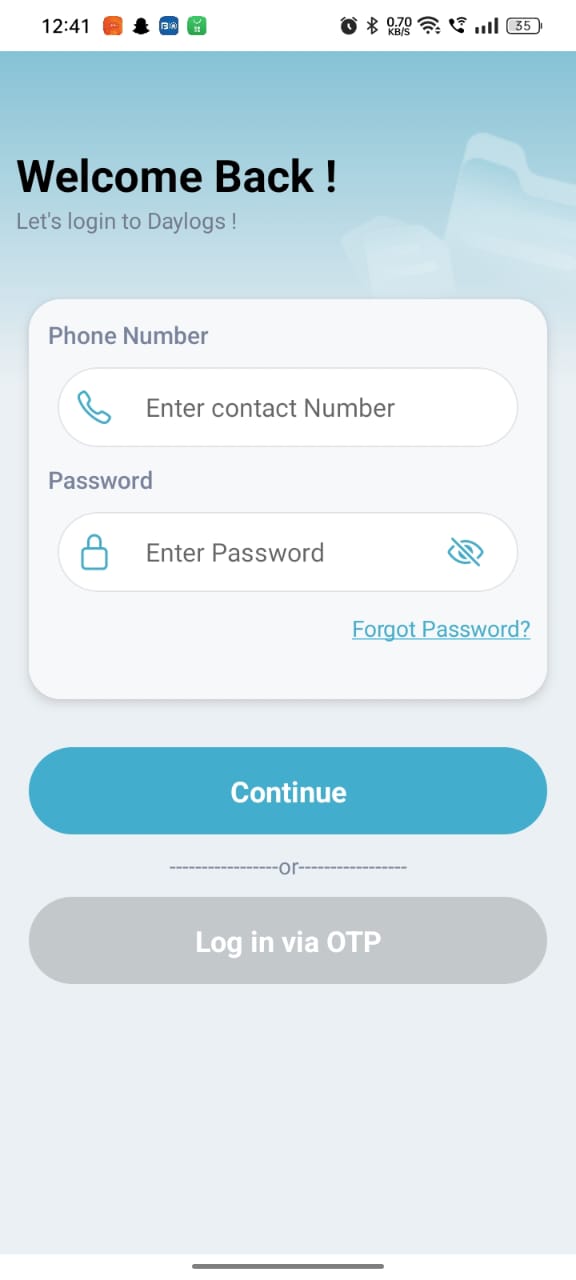 12:41
0.70
KB/S
35
Welcome Back !
Let's login to Daylogs !
Phone Number
Enter contact Number
Password
Enter Password
Forgot Password?
Continue
-----------------or-----------------
Log in via OTP